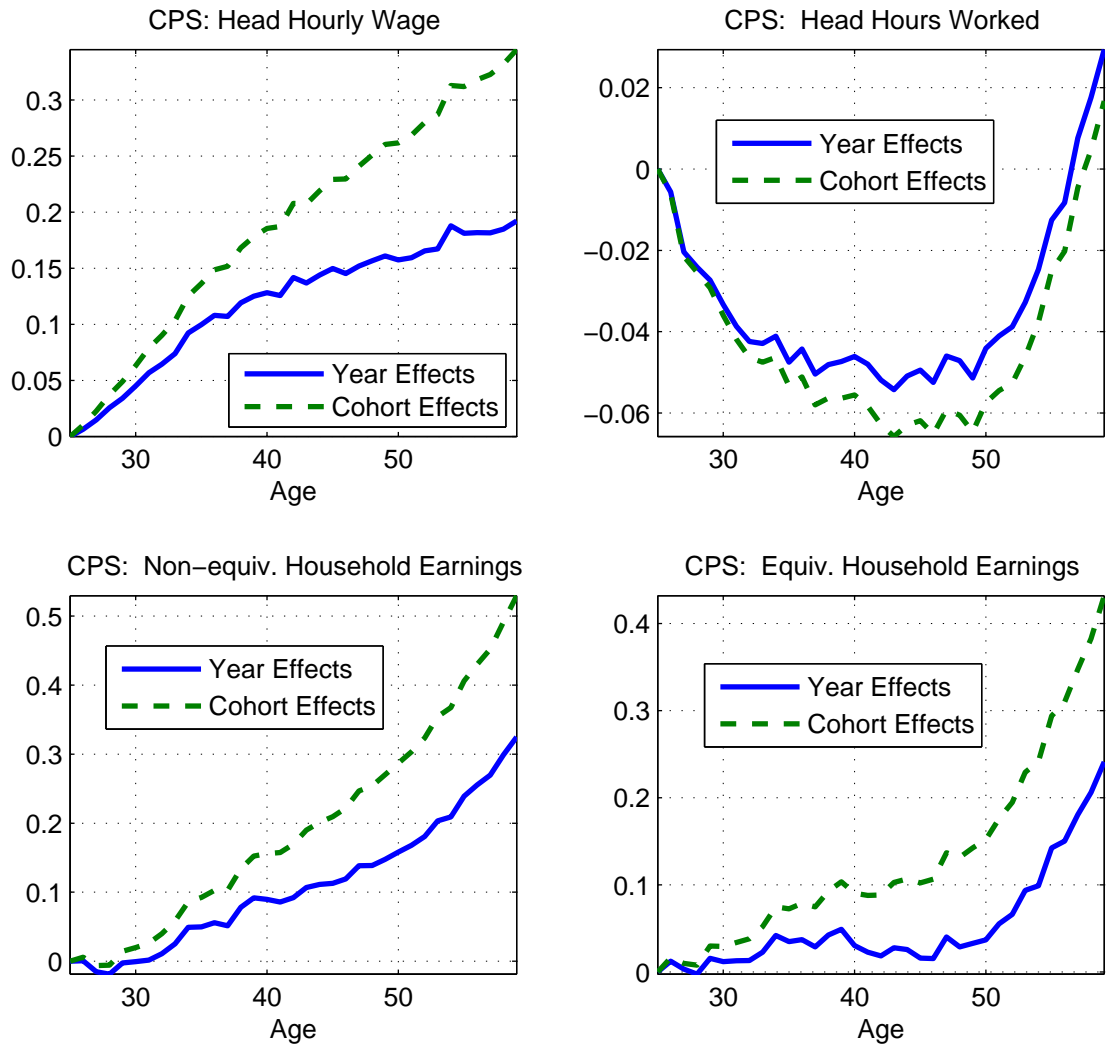 CPS: Head Hourly Wage
0.3
0.25
0.2
0.15
0.1
0.05
0
Year Effects
Cohort Effects
30 40 50
Age
CPS:  Head Hours Worked
0.02
0
−0.02
−0.04
−0.06
Year Effects
Cohort Effects
30 40 50
Age
CPS:  Non−equiv. Household Earnings
0.5
0.4
0.3
0.2
0.1
0
Year Effects
Cohort Effects
30 40 50
Age
CPS:  Equiv. Household Earnings
0.4
0.3
0.2
0.1
0
Year Effects
Cohort Effects
30 40 50
Age